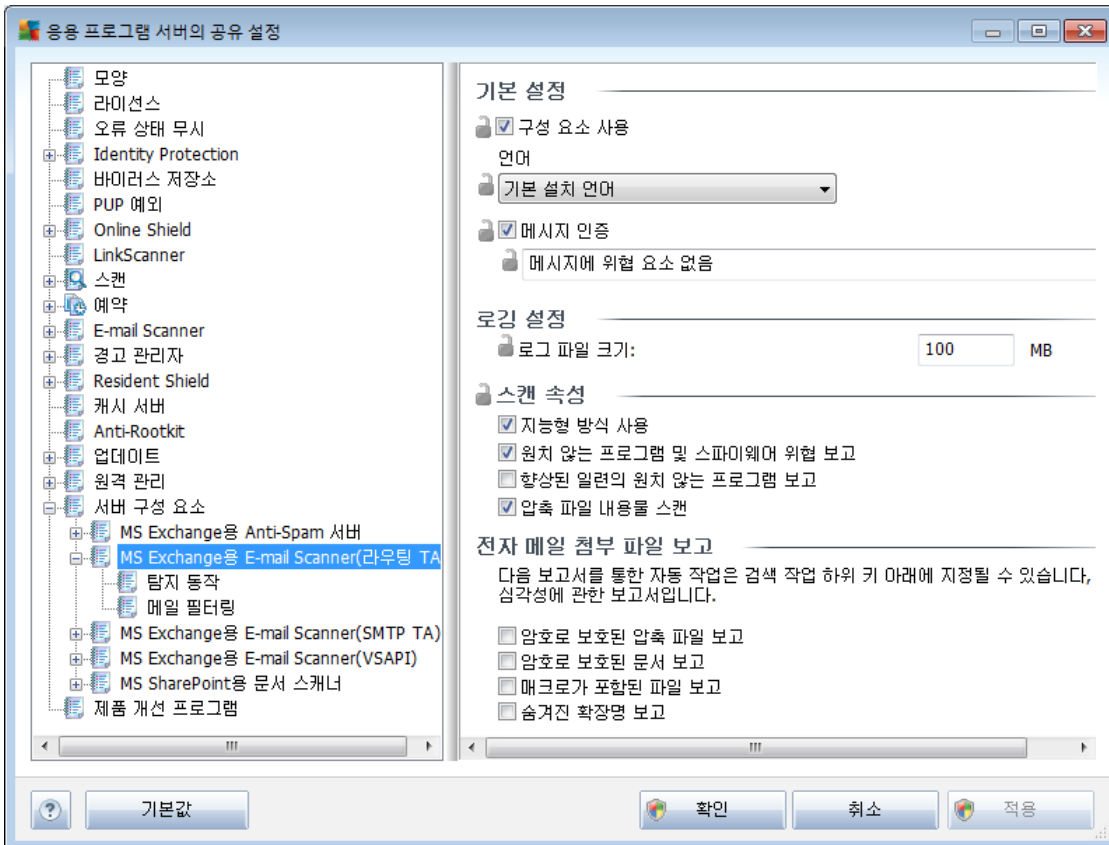 응용 프로그램 서버의 공유 설정
모양
라이선스
오류 상태 무시
Identity Protection
바이러스 저장소
PUP 예외
Online Shield
LinkScanner
스캔
예약
E-mail Scanner
경고 관리자
Resident Shield
캐시 서버
Anti-Rootkit
업데이트
원격 관리
서버 구성 요소
MS Exchange용 Anti-Spam 서버
MS Exchange용 E-mail Scanner(라우팅 TA
탐지 동작
메일 필터링
MS Exchange용 E-mail Scanner(SMTP TA)
MS Exchange용 E-mail Scanner(VSAPI)
MS SharePoint용 문서 스캐너
제품 개선 프로그램
기본 설정
구성 요소 사용
언어
기본 설치 언어
메시지 인증
메시지에 위협 요소 없음
로깅 설정
로그 파일 크기: 100 MB
스캔 속성
지능형 방식 사용
원치 않는 프로그램 및 스파이웨어 위협 보고
향상된 일련의 원치 않는 프로그램 보고
압축 파일 내용물 스캔
전자 메일 첨부 파일 보고
다음 보고서를 통한 자동 작업은 검색 작업 하위 키 아래에 지정될 수 있습니다,
심각성에 관한 보고서입니다.
암호로 보호된 압축 파일 보고
암호로 보호된 문서 보고
매크로가 포함된 파일 보고
숨겨진 확장명 보고
기본값
확인
취소
적용